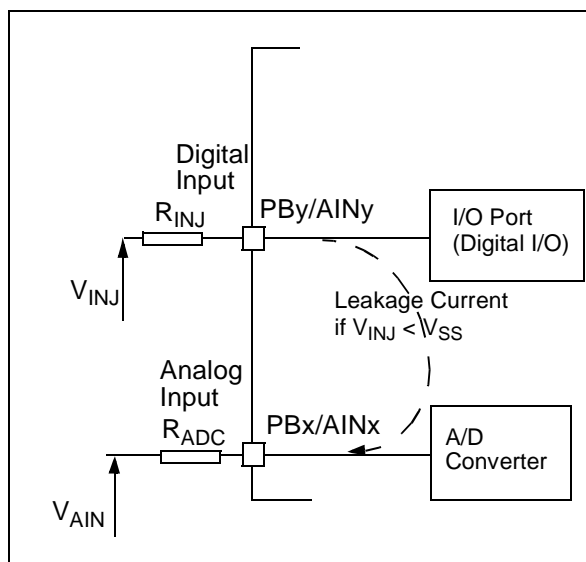 Digital
Input
R_INJ
PBy/AINy
I/O Port
(Digital I/O)
V_INJ
Leakage Current
if V_INJ < V_SS
Analog
Input
R_ADC
PBx/AINx
A/D
Converter
V_AIN